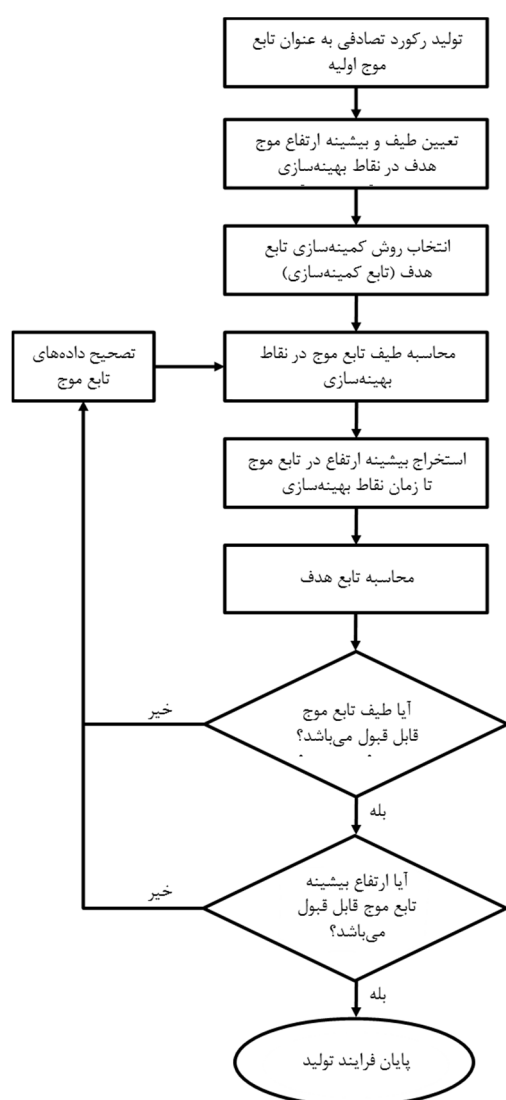 تولید رکورد تصادفی به عنوان تابع
موج اولیه
تعیین طیف و بیشینه ارتفاع موج
هدف در نقاط بهینه‌سازی
انتخاب روش کمینه‌سازی تابع
هدف (تابع کمینه‌سازی)
محاسبه طیف تابع موج در نقاط
بهینه‌سازی
تصحیح داده‌های
تابع موج
استخراج بیشینه ارتفاع در تابع موج
تا زمان نقاط بهینه‌سازی
محاسبه تابع هدف
آیا طیف تابع موج
قابل قبول می‌باشد؟
خیر
بله
آیا ارتفاع بیشینه
تابع موج قابل قبول
می‌باشد؟
خیر
بله
پایان فرایند تولید